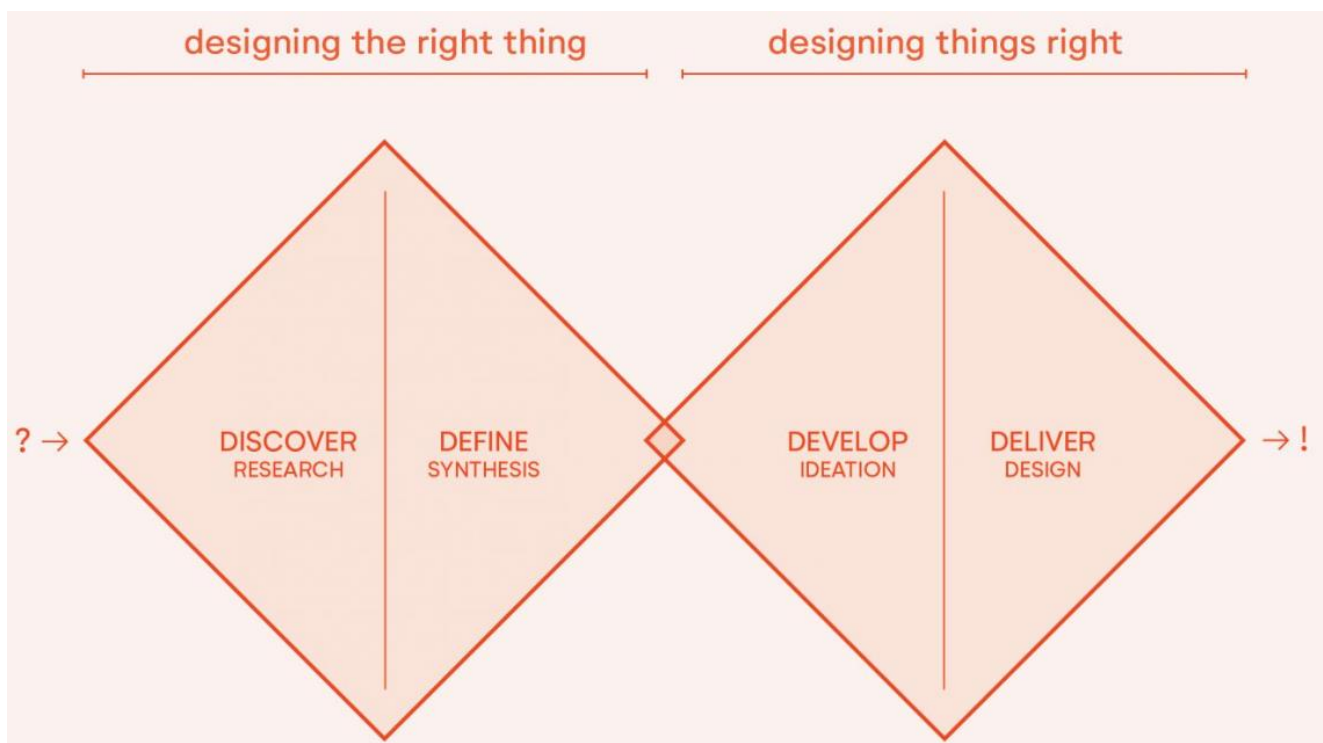 designing the right thing
designing things right
? →
DISCOVER
RESEARCH
DEFINE
SYNTHESIS
DEVELOP
IDEATION
DELIVER
DESIGN
→ !